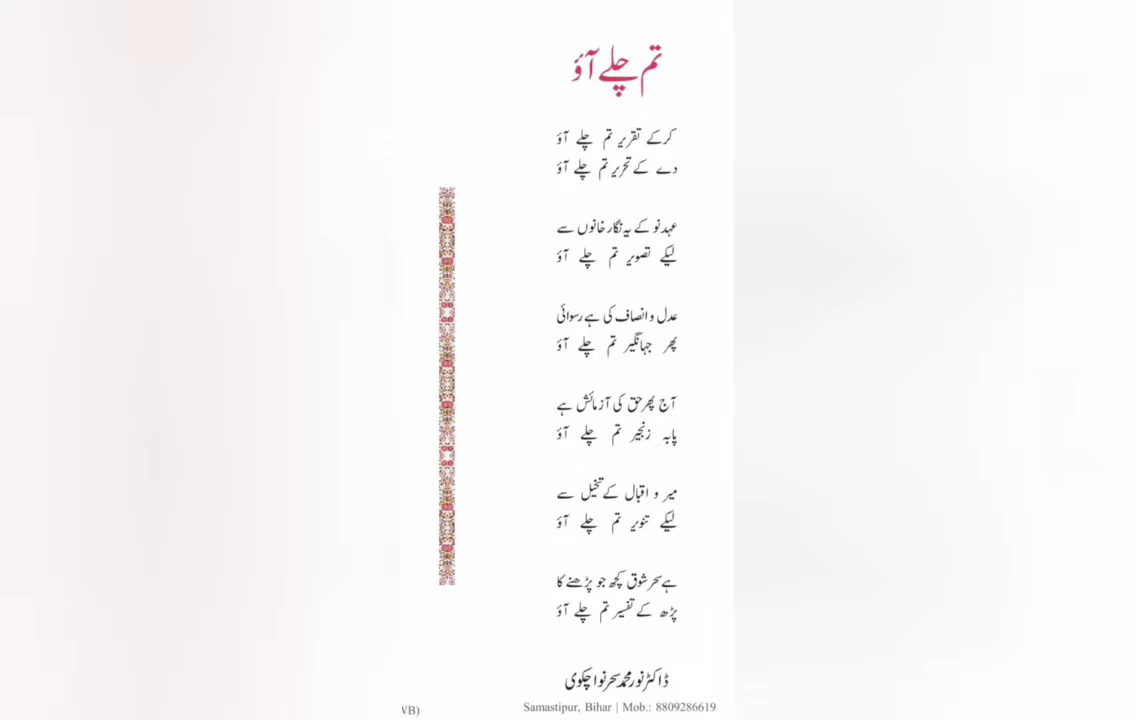 تم چلے آؤ
کرکے تقریر تم چلے آؤ
دے کے تحریر تم چلے آؤ
عہد نو کے یہ نگار خانوں سے
لیکے تصویر تم چلے آؤ
عدل و انصاف کی ہے رسوائی
پھر جہانگیر تم چلے آؤ
آج پھر حق کی آزمائش ہے
پابہ زنجیر تم چلے آؤ
میر و اقبال کے تخیل سے
لیکے تنویر تم چلے آؤ
ہے سحر شوق کچھ جو پڑھنے کا
پڑھ کے تفسیر تم چلے آؤ
ڈاکٹر نور محمد سحر نواچکوی
Samastipur, Bihar | Mob.: 8809286619
VB)